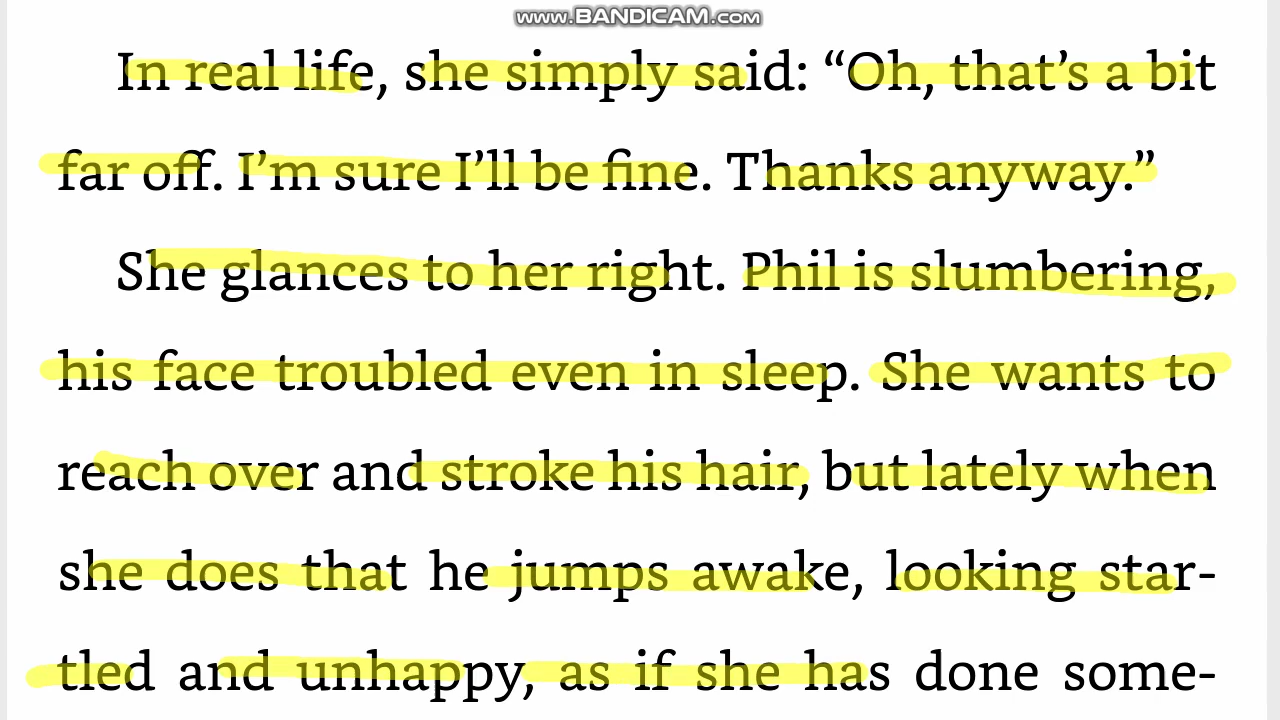 www.BANDICAM.com
In real life, she simply said: “Oh, that’s a bit
far off. I’m sure I’ll be fine. Thanks anyway.”
She glances to her right. Phil is slumbering,
his face troubled even in sleep. She wants to
reach over and stroke his hair, but lately when
she does that he jumps awake, looking star-
tled and unhappy, as if she has done some-